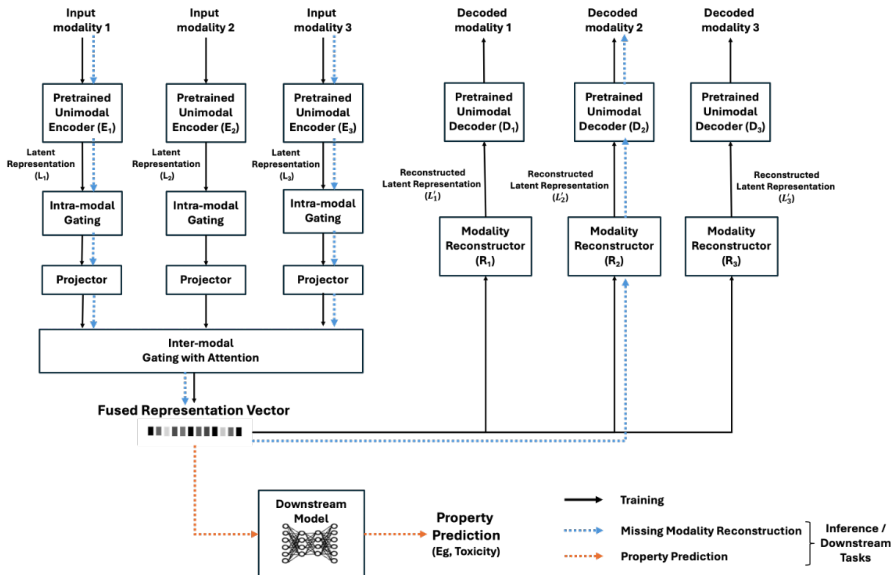 Input
modality 1
Input
modality 2
Input
modality 3
Decoded
modality 1
Decoded
modality 2
Decoded
modality 3
Pretrained
Unimodal
Encoder (E₁)
Pretrained
Unimodal
Encoder (E₂)
Pretrained
Unimodal
Encoder (E₃)
Pretrained
Unimodal
Decoder (D₁)
Pretrained
Unimodal
Decoder (D₂)
Pretrained
Unimodal
Decoder (D₃)
Latent
Representation
(L₁)
Latent
Representation
(L₂)
Latent
Representation
(L₃)
Reconstructed
Latent Representation
(L′₁)
Reconstructed
Latent Representation
(L′₂)
Reconstructed
Latent Representation
(L′₃)
Intra-modal
Gating
Intra-modal
Gating
Intra-modal
Gating
Modality
Reconstructor
(R₁)
Modality
Reconstructor
(R₂)
Modality
Reconstructor
(R₃)
Projector
Projector
Projector
Inter-modal
Gating with Attention
Fused Representation Vector
Downstream
Model
Property
Prediction
(Eg, Toxicity)
Training
Missing Modality Reconstruction
Property Prediction
Inference /
Downstream
Tasks